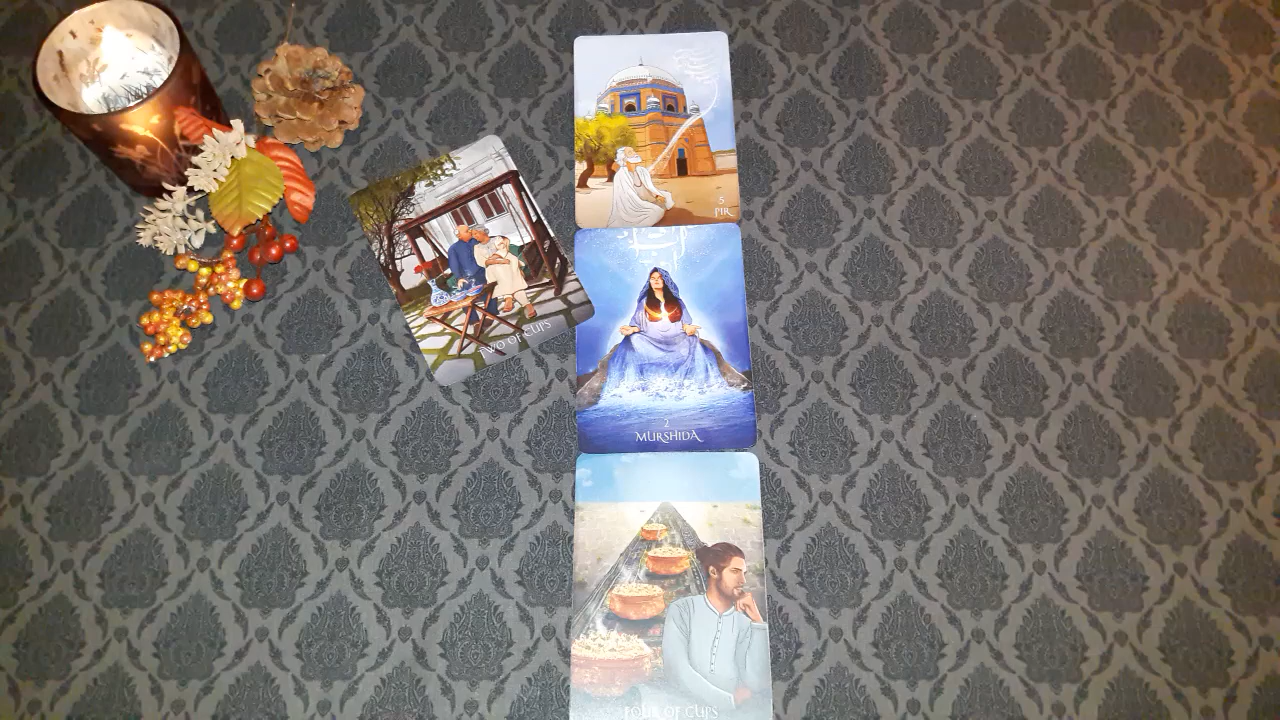 5
PIR
TWO OF CUPS
2
MURSHIDA
FOUR OF CUPS